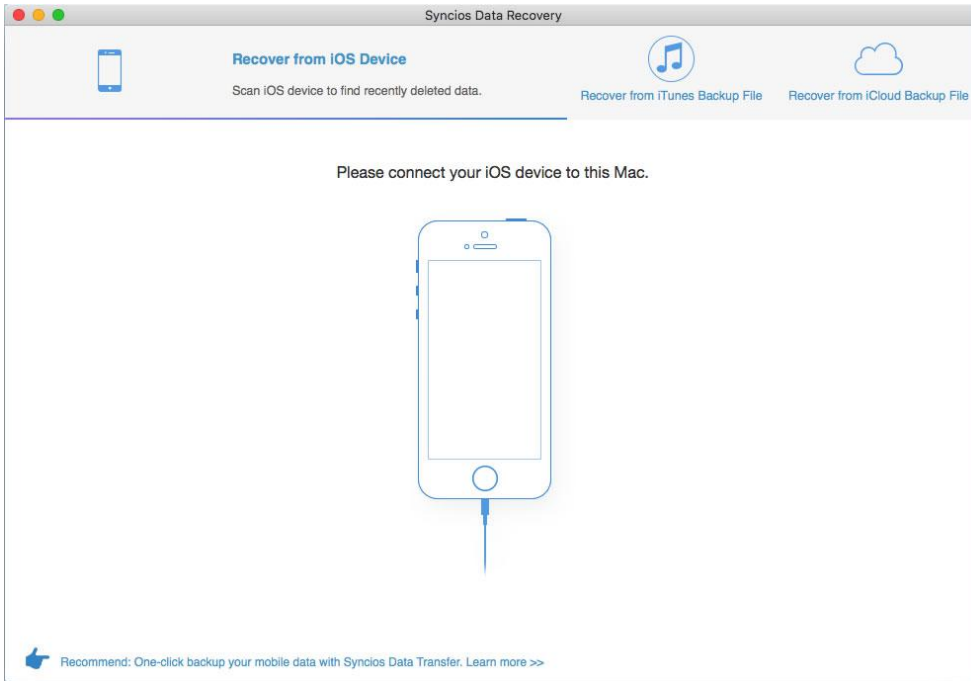 Syncios Data Recovery
Recover from iOS Device
Scan iOS device to find recently deleted data.
Recover from iTunes Backup File
Recover from iCloud Backup File
Please connect your iOS device to this Mac.
Recommend: One-click backup your mobile data with Syncios Data Transfer. Learn more >>